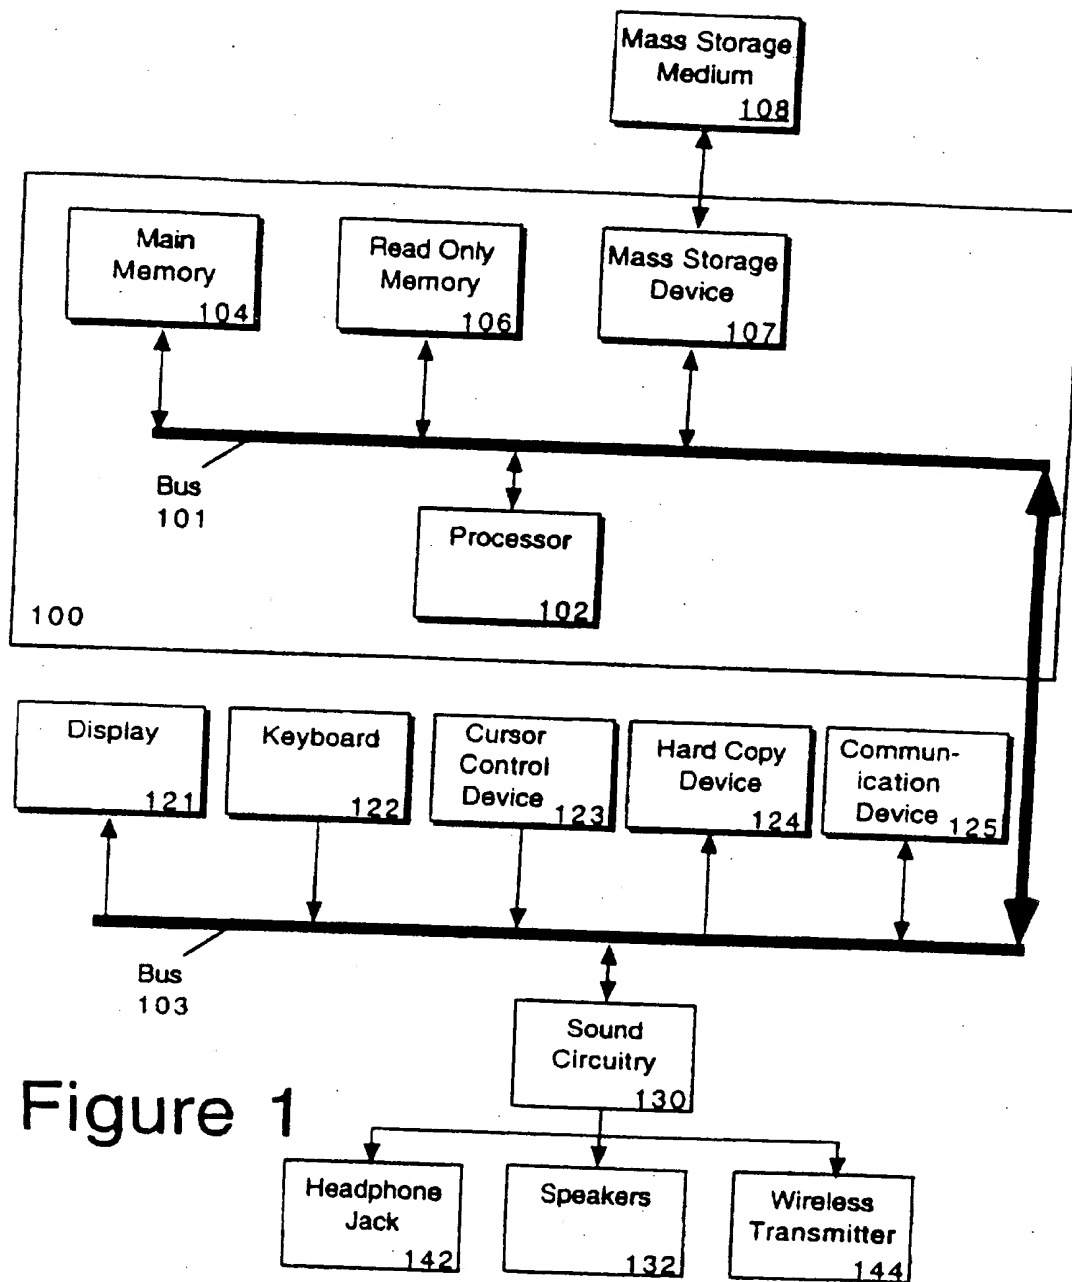 Mass Storage
Medium
108
Main
Memory
104
Read Only
Memory
106
Mass Storage
Device
107
Bus
101
Processor
102
100
Display
121
Keyboard
122
Cursor
Control
Device
123
Hard Copy
Device
124
Commun-
ication
Device
125
Bus
103
Sound
Circuitry
130
Figure 1
Headphone
Jack
142
Speakers
132
Wireless
Transmitter
144